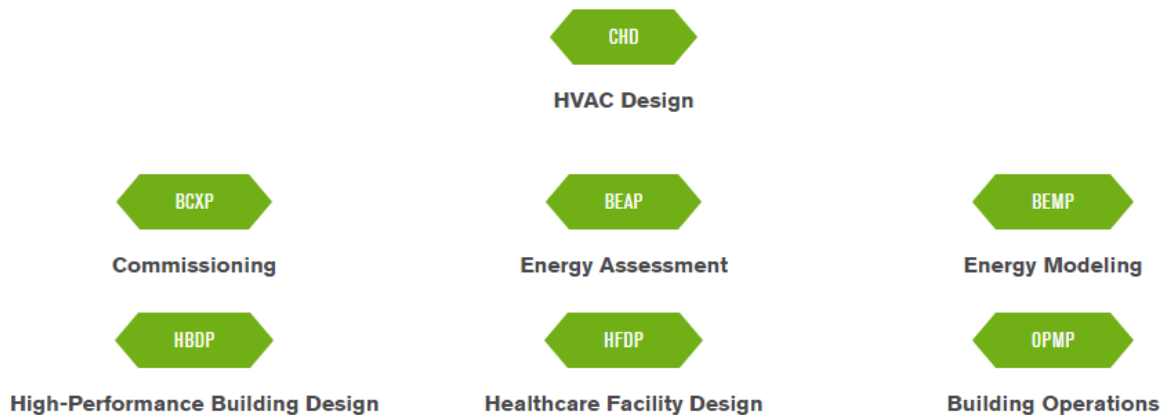 CHD
HVAC Design
BCXP
BEAP
BEMP
Commissioning
Energy Assessment
Energy Modeling
HBDP
HFDP
OPMP
High-Performance Building Design
Healthcare Facility Design
Building Operations